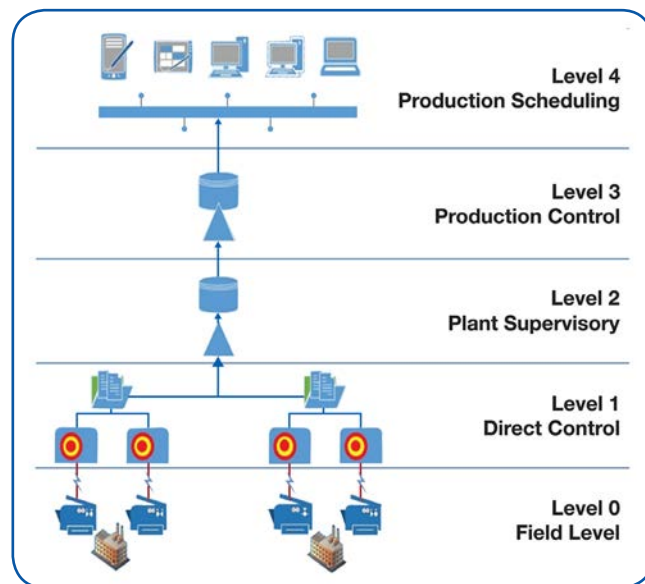 Level 4
Production Scheduling
Level 3
Production Control
Level 2
Plant Supervisory
Level 1
Direct Control
Level 0
Field Level